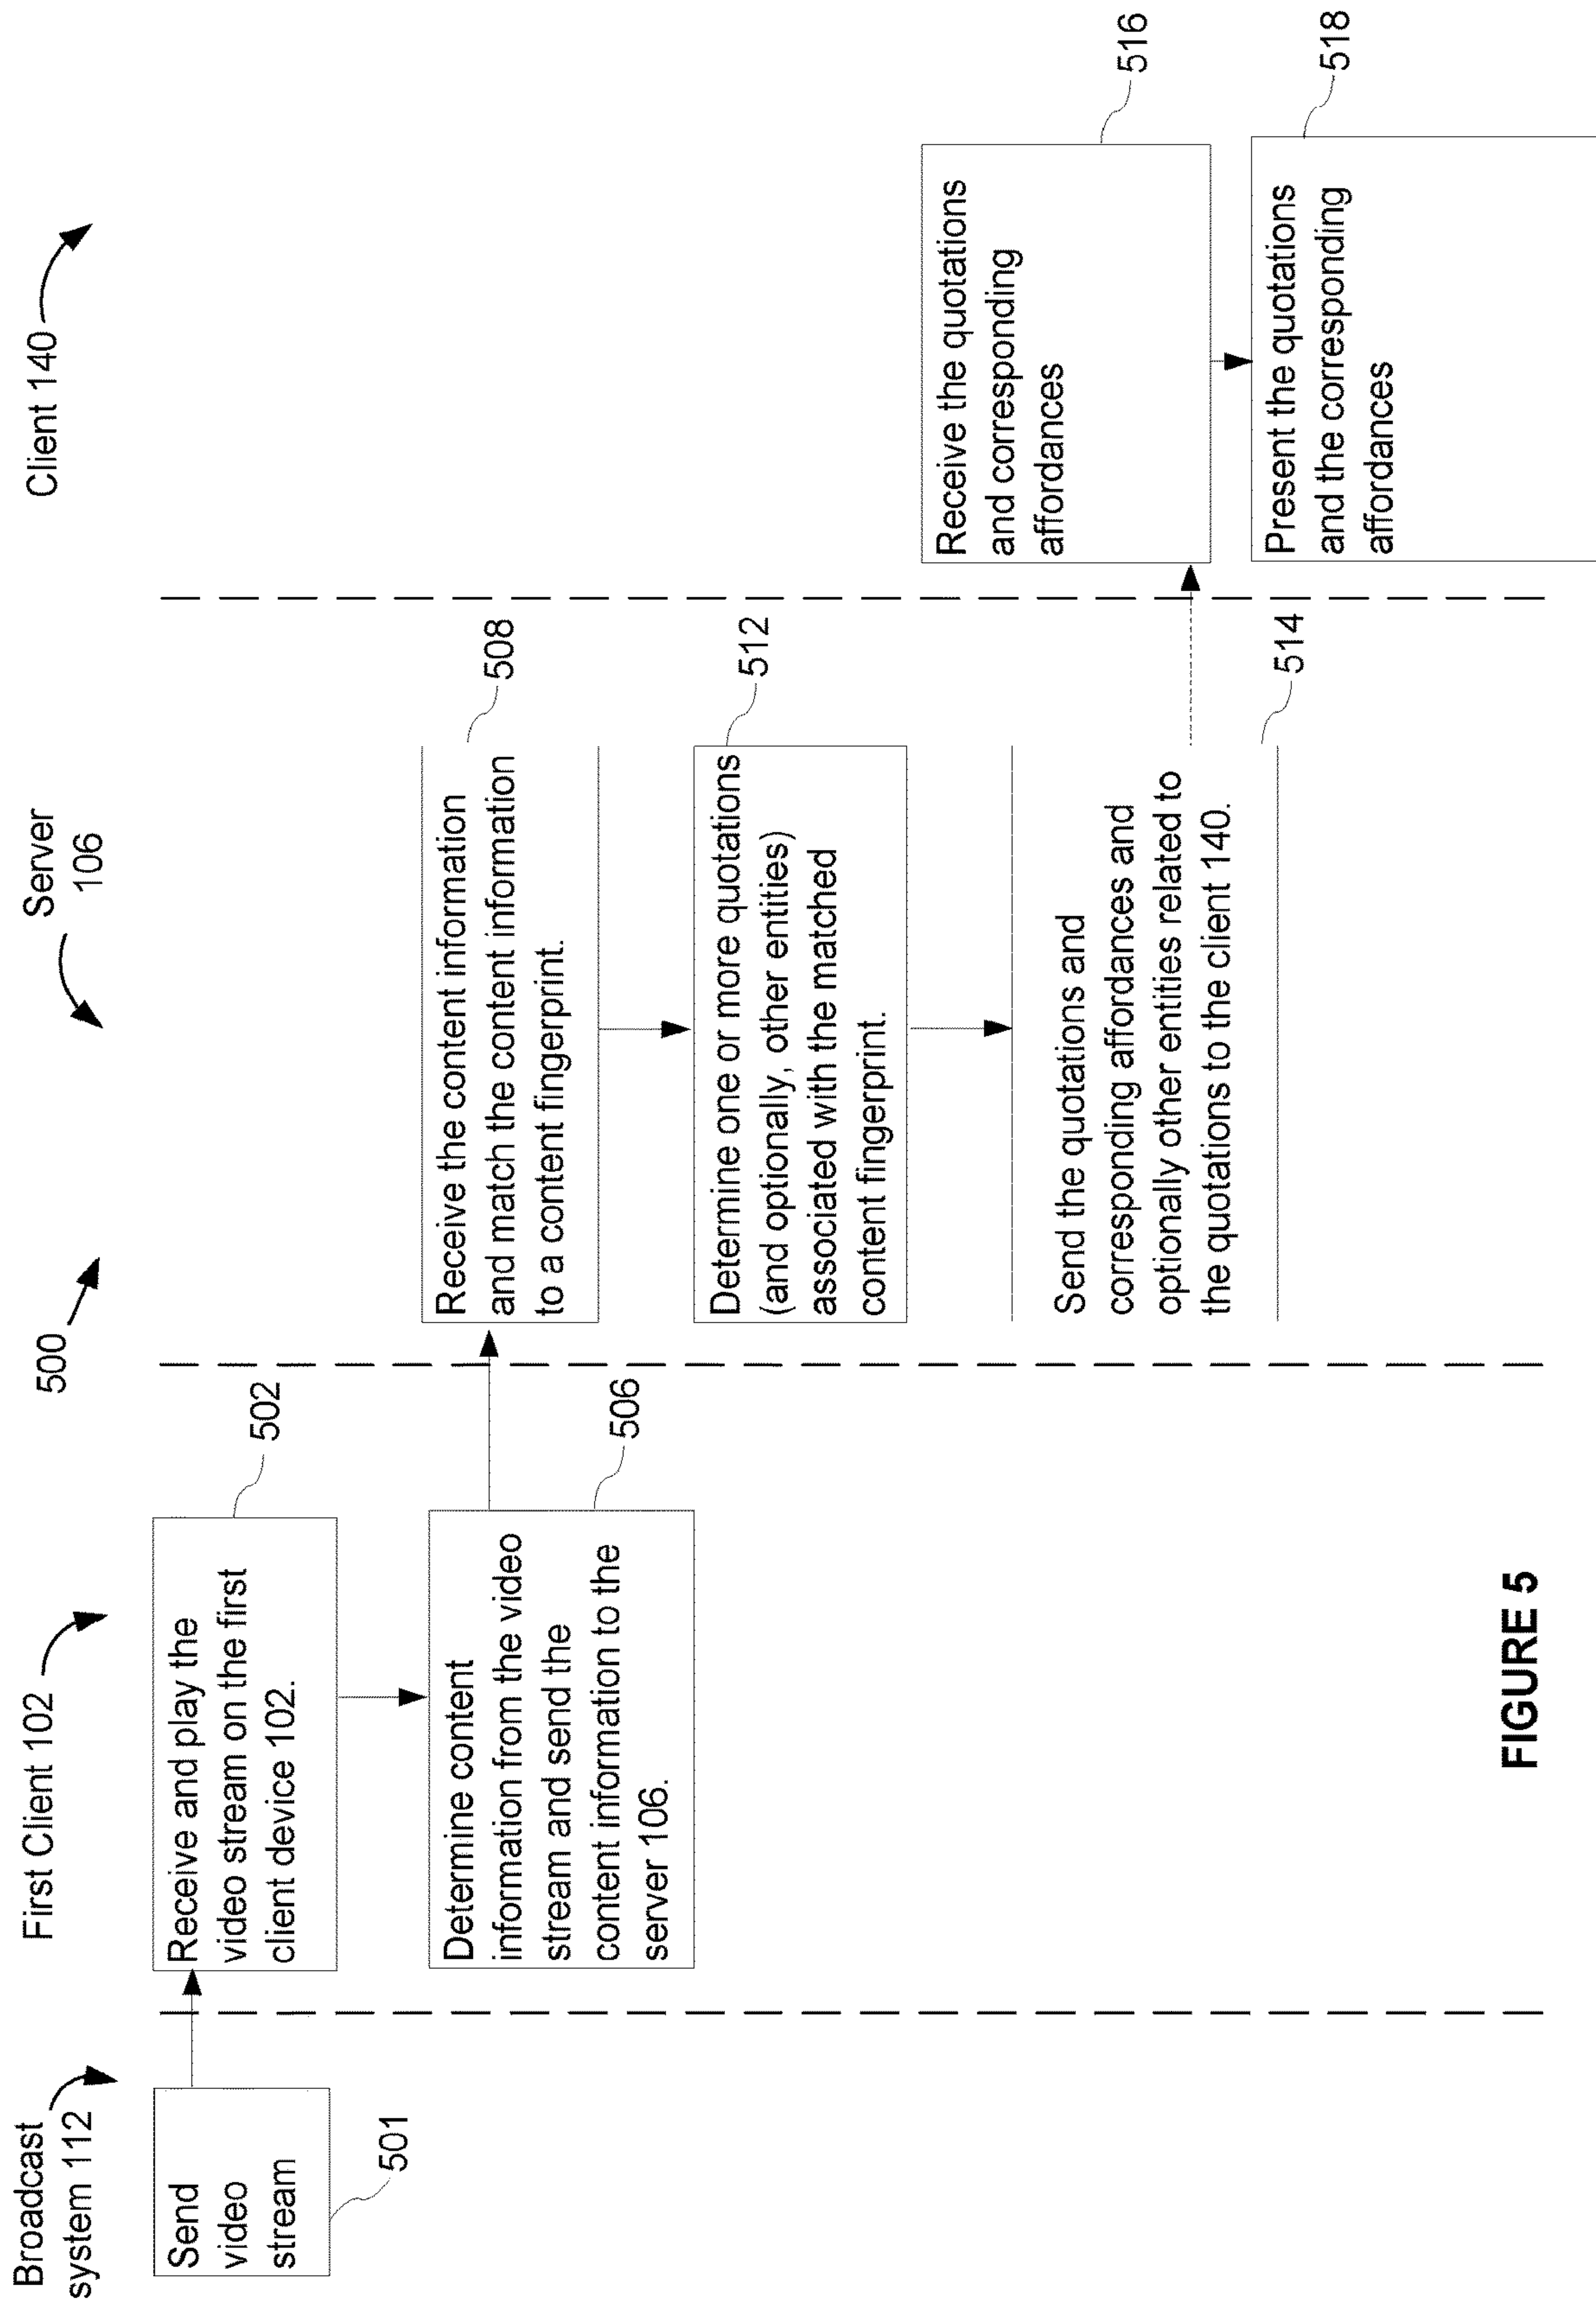 500
Broadcast
system 112
First Client 102
Server
106
Client 140
Send
video
stream
501
Receive and play the
video stream on the first
client device 102.
502
Determine content
information from the video
stream and send the
content information to the
server 106.
506
Receive the content information
and match the content information
to a content fingerprint.
508
Determine one or more quotations
(and optionally, other entities)
associated with the matched
content fingerprint.
512
Send the quotations and
corresponding affordances and
optionally other entities related to
the quotations to the client 140.
514
Receive the quotations
and corresponding
affordances
516
Present the quotations
and the corresponding
affordances
518
FIGURE 5